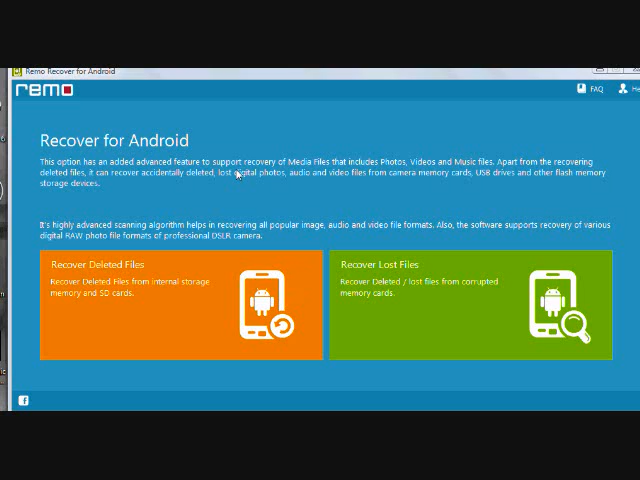 Remo Recover for Android
remo
FAQ
He
Recover for Android
This option has an added advanced feature to support recovery of Media Files that includes Photos, Videos and Music files. Apart from the recovering
deleted files, it can recover accidentally deleted, lost digital photos, audio and video files from camera memory cards, USB drives and other flash memory
storage devices.
It's highly advanced scanning algorithm helps in recovering all popular image, audio and video file formats. Also, the software supports recovery of various
digital RAW photo file formats of professional DSLR camera.
Recover Deleted Files
Recover Deleted Files from internal storage
memory and SD cards.
Recover Lost Files
Recover Deleted / lost files from corrupted
memory cards.